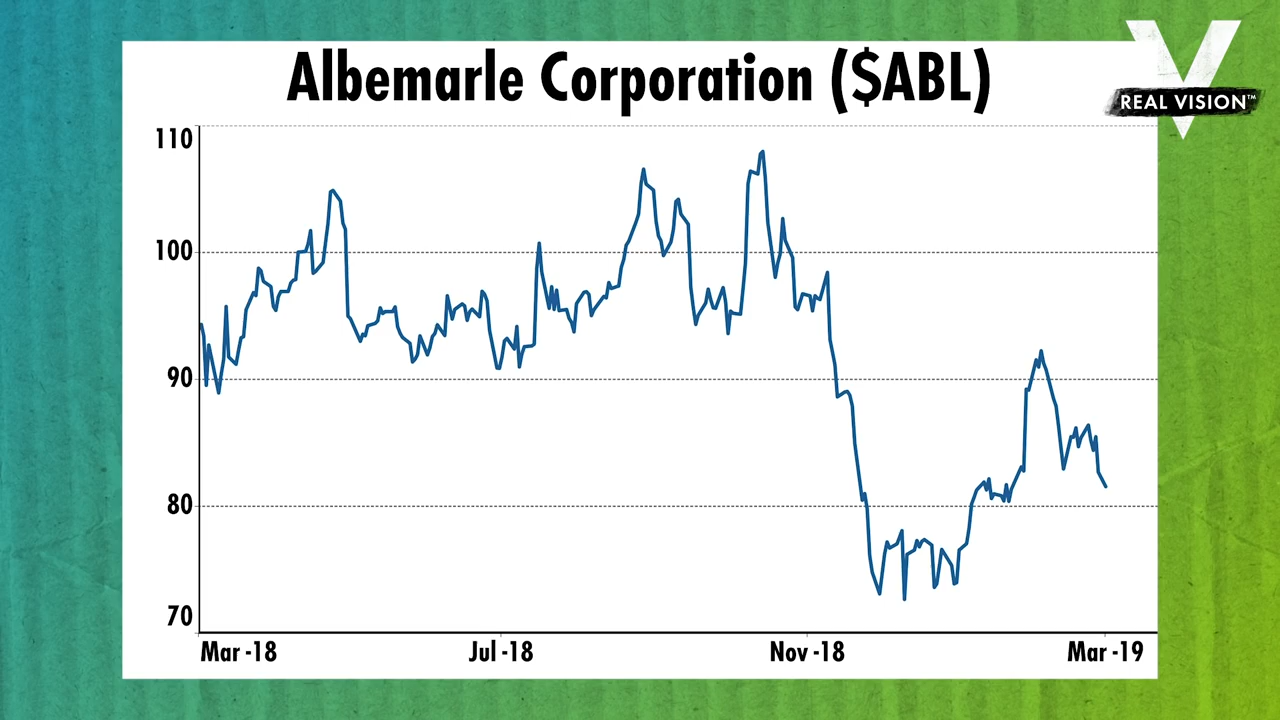 Albemarle Corporation ($ABL)
REAL VISION™
110
100
90
80
70
Mar -18
Jul -18
Nov -18
Mar -19